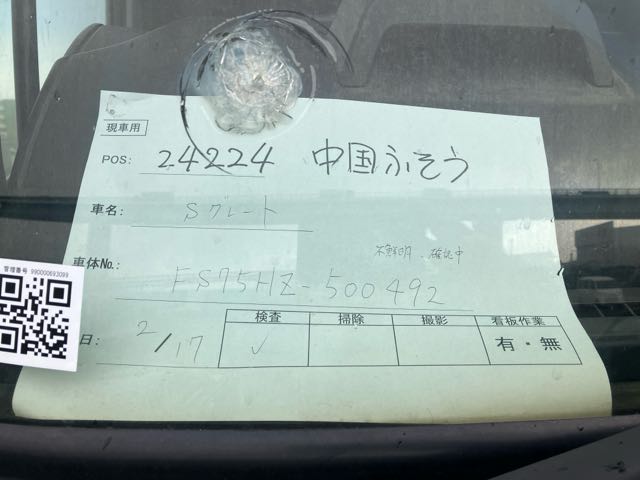 現車用
POS: 24224 中国ふそう
車名: Sグレート
不鮮明、確認中
車体No.: FS75HZ-500492
日: 2/17
検査 掃除 撮影 看板作業
✓ 有・無
管理番号 990000693099